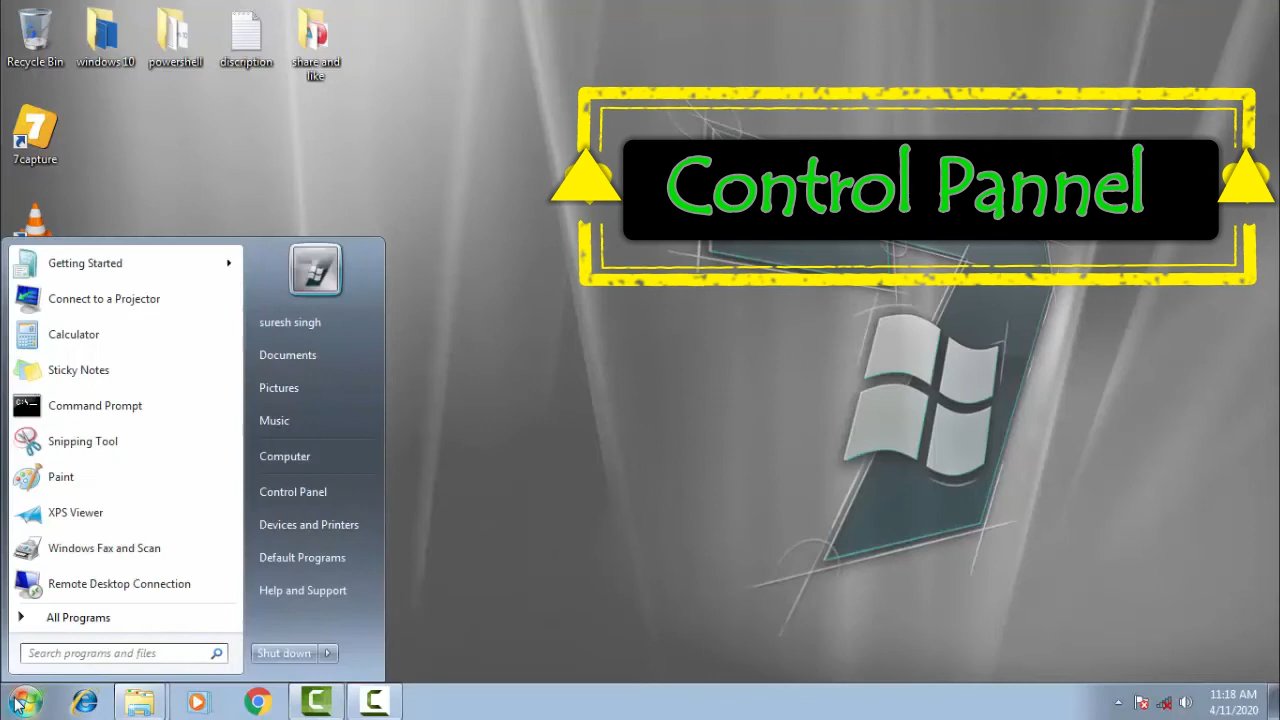 Recycle Bin
windows10
powershell
discription
share and
like
7
7capture
Control Pannel
Getting Started
Connect to a Projector
Calculator
Sticky Notes
Command Prompt
Snipping Tool
Paint
XPS Viewer
Windows Fax and Scan
Remote Desktop Connection
All Programs
Search programs and files
suresh singh
Documents
Pictures
Music
Computer
Control Panel
Devices and Printers
Default Programs
Help and Support
Shut down
11:18 AM
4/11/2020